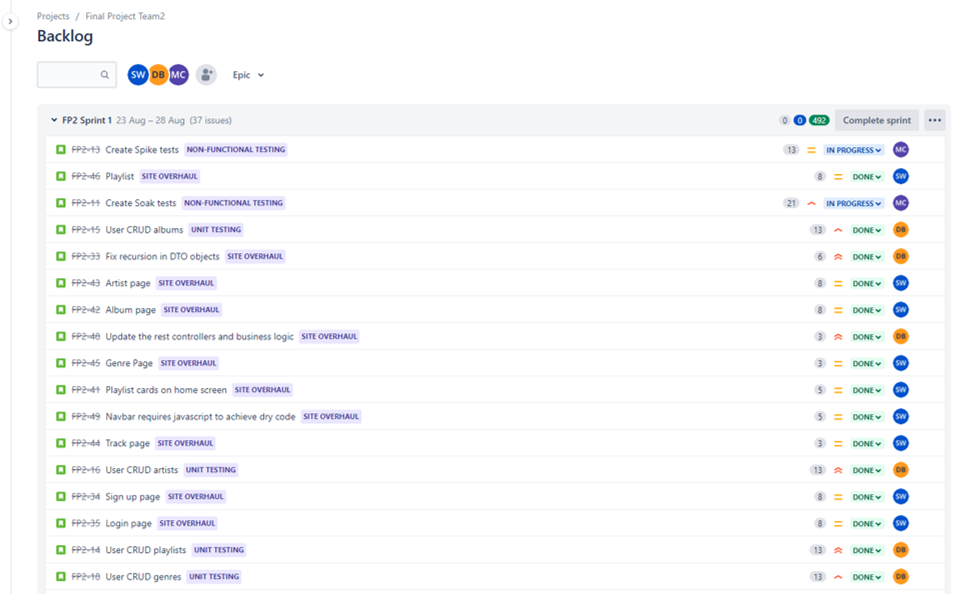 Projects / Final Project Team2
Backlog
SW DB MC Epic
FP2 Sprint 1 23 Aug – 28 Aug (37 issues) 0 0 492 Complete sprint
FP2-13 Create Spike tests NON-FUNCTIONAL TESTING 13 IN PROGRESS MC
FP2-46 Playlist SITE OVERHAUL 8 DONE SW
FP2-11 Create Soak tests NON-FUNCTIONAL TESTING 21 IN PROGRESS MC
FP2-15 User CRUD albums UNIT TESTING 13 DONE DB
FP2-33 Fix recursion in DTO objects SITE OVERHAUL 6 DONE DB
FP2-43 Artist page SITE OVERHAUL 8 DONE SW
FP2-42 Album page SITE OVERHAUL 8 DONE SW
FP2-48 Update the rest controllers and business logic SITE OVERHAUL 3 DONE DB
FP2-45 Genre Page SITE OVERHAUL 3 DONE SW
FP2-41 Playlist cards on home screen SITE OVERHAUL 5 DONE SW
FP2-49 Navbar requires javascript to achieve dry code SITE OVERHAUL 5 DONE SW
FP2-44 Track page SITE OVERHAUL 3 DONE SW
FP2-16 User CRUD artists UNIT TESTING 13 DONE DB
FP2-34 Sign up page SITE OVERHAUL 8 DONE SW
FP2-35 Login page SITE OVERHAUL 8 DONE SW
FP2-14 User CRUD playlists UNIT TESTING 13 DONE DB
FP2-18 User CRUD genres UNIT TESTING 13 DONE DB